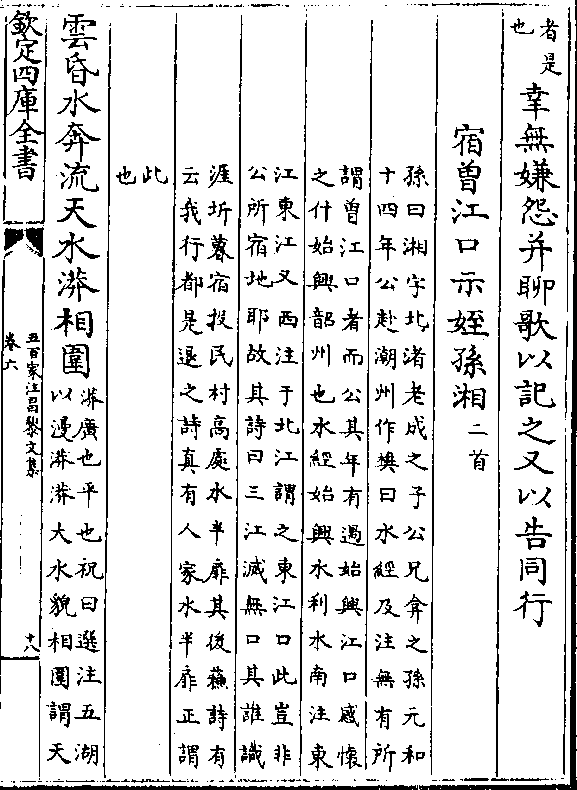 者是
也
幸無嫌怨并聊歌以記之又以告同行
宿曽江口示姪孫湘二首
孫曰湘字北渚老成之子公兄弇之孫元和
十四年公赴潮州作樊曰水經及注無有所
謂曾江口者而公其年有過始興江口感懐
之什始興韶州也水經始興水利水南注東
江東江又西注于北江謂之東江口此豈非
公所宿地耶故其詩曰三江滅無口其誰識
涯圻暮宿投民村高處水半扉其後蘇詩有
云我行都是退之詩真有人家水半扉正謂
此
也
雲昏水奔流天水漭相圍
漭廣也平也祝曰選注五湖
以漫漭漭大水貌相圍謂天
欽定四庫全書
五百家注昌黎文集
卷六
十八